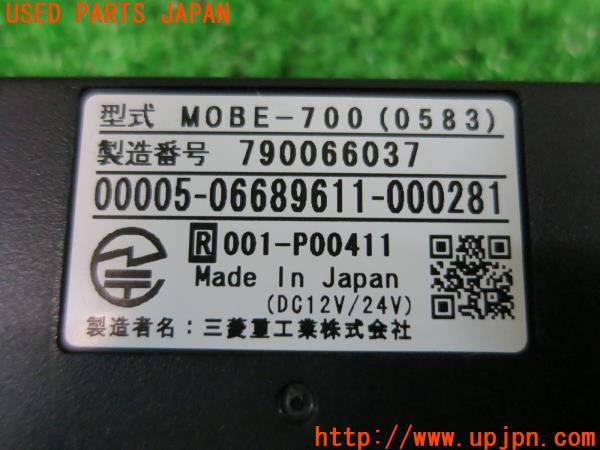 USED PARTS JAPAN
型式 MOBE-700(0583)
製造番号 790066037
00005-06689611-000281
R 001-P00411
Made In Japan
(DC12V/24V)
製造者名：三菱重工業株式会社
http://www.upjpn.com/